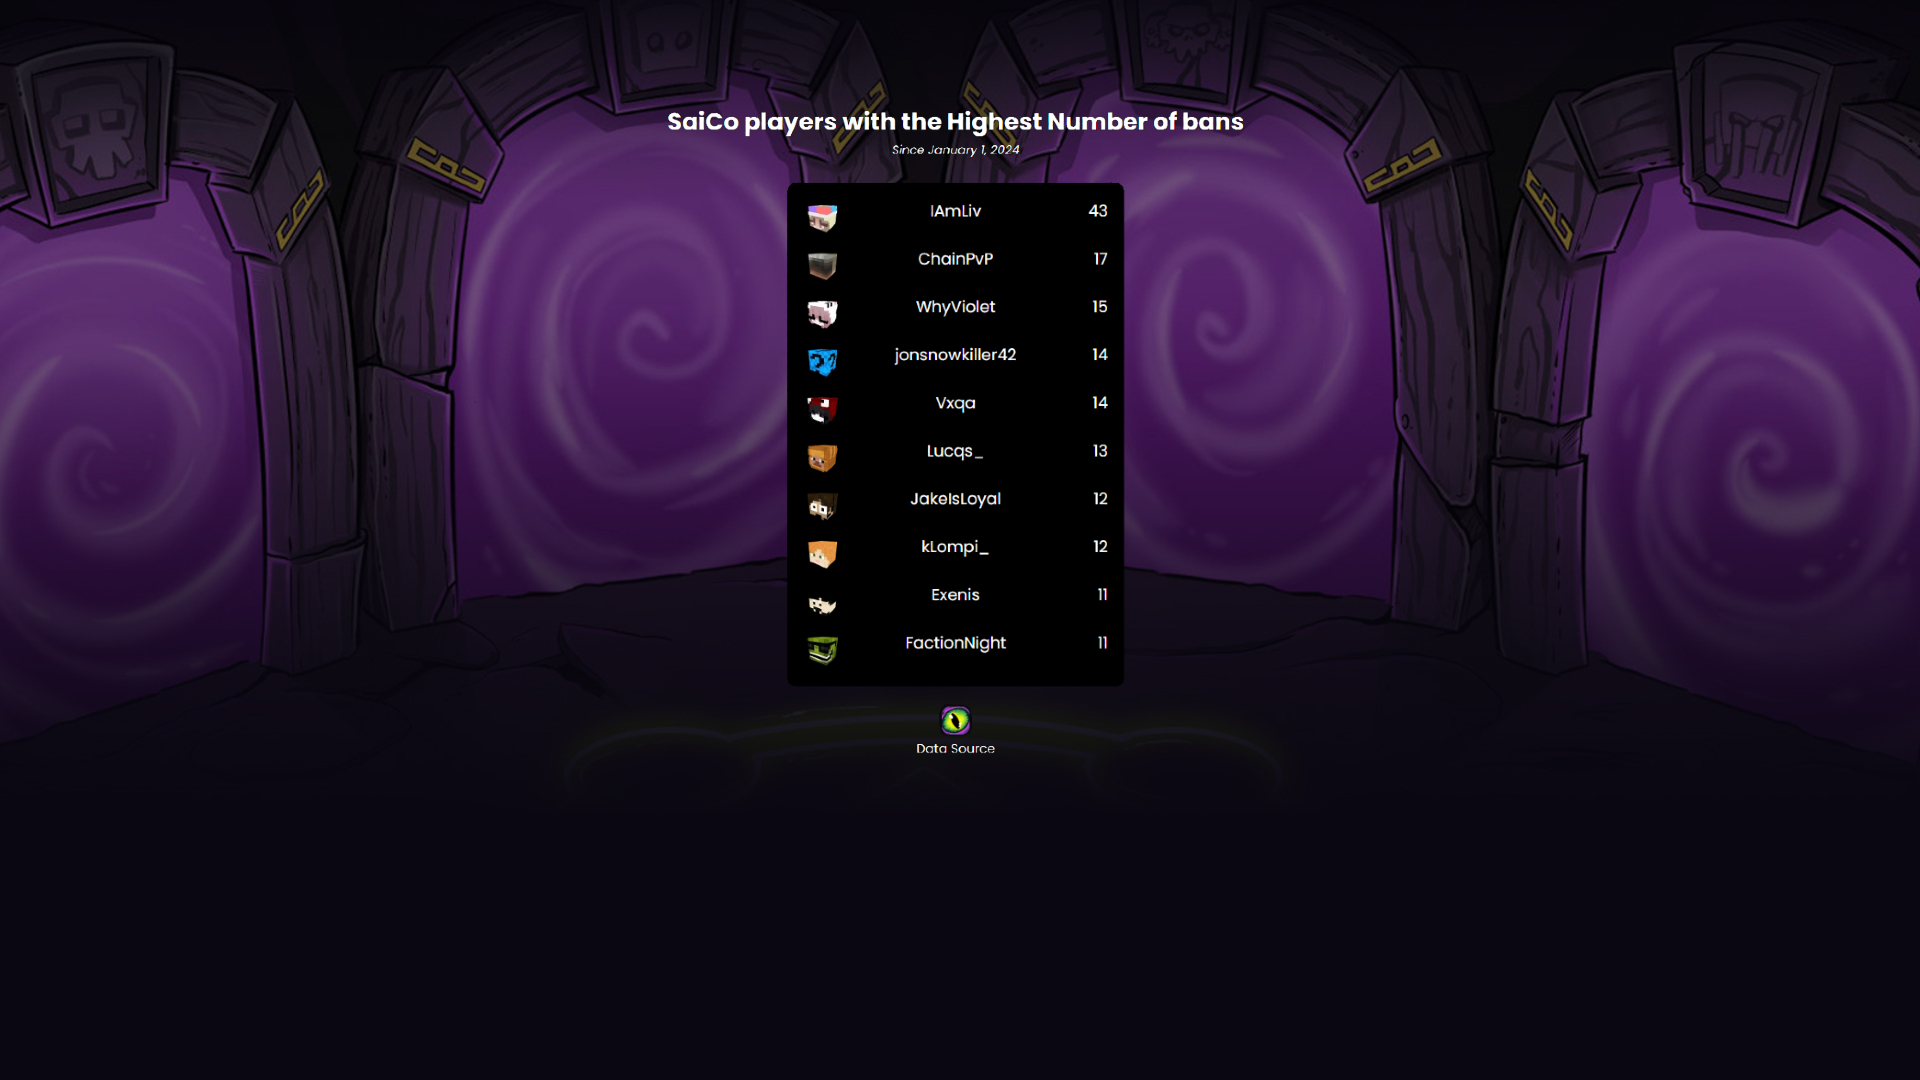 SaiCo players with the Highest Number of bans
Since January 1, 2024
IAmLiv 43
ChainPvP 17
WhyViolet 15
jonsnowkiller42 14
Vxqa 14
Lucqs_ 13
JakeIsLoyal 12
kLompi_ 12
Exenis 11
FactionNight 11
Data Source